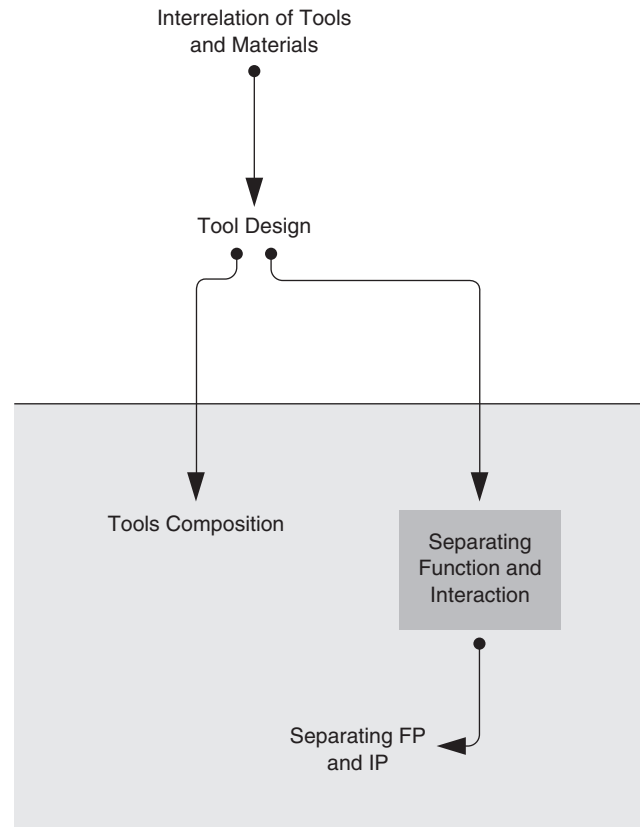 Interrelation of Tools
and Materials
Tool Design
Tools Composition
Separating
Function and
Interaction
Separating FP
and IP